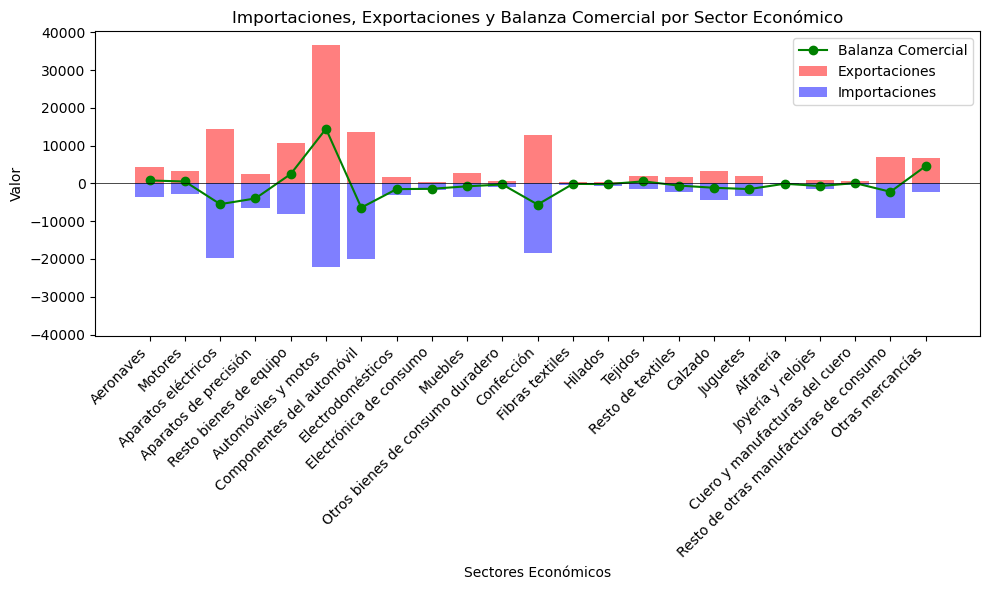 Importaciones, Exportaciones y Balanza Comercial por Sector Económico
Balanza Comercial
Exportaciones
Importaciones
Valor
40000
30000
20000
10000
0
−10000
−20000
−30000
−40000
Aeronaves
Motores
Aparatos eléctricos
Aparatos de precisión
Resto bienes de equipo
Automóviles y motos
Componentes del automóvil
Electrodomésticos
Electrónica de consumo
Muebles
Otros bienes de consumo duradero
Confección
Fibras textiles
Hilados
Tejidos
Resto de textiles
Calzado
Juguetes
Alfarería
Joyería y relojes
Cuero y manufacturas del cuero
Resto de otras manufacturas de consumo
Otras mercancías
Sectores Económicos